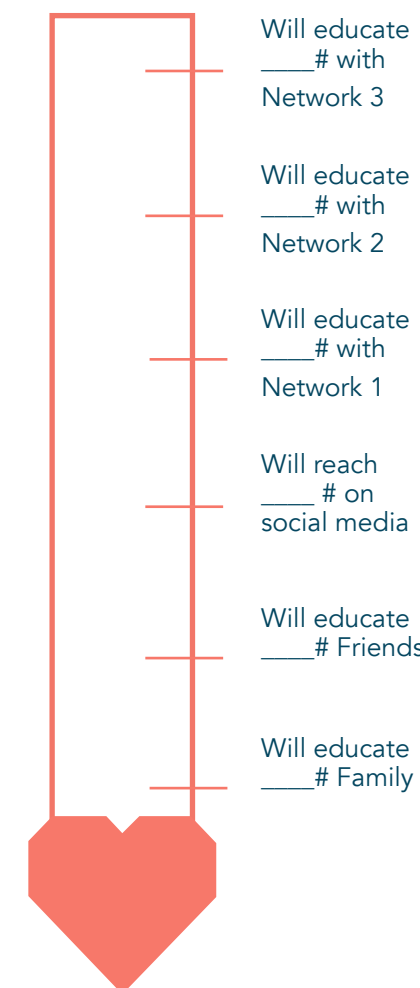 Will educate
____# with
Network 3
Will educate
____# with
Network 2
Will educate
____# with
Network 1
Will reach
____ # on
social media
Will educate
____# Friends
Will educate
____# Family